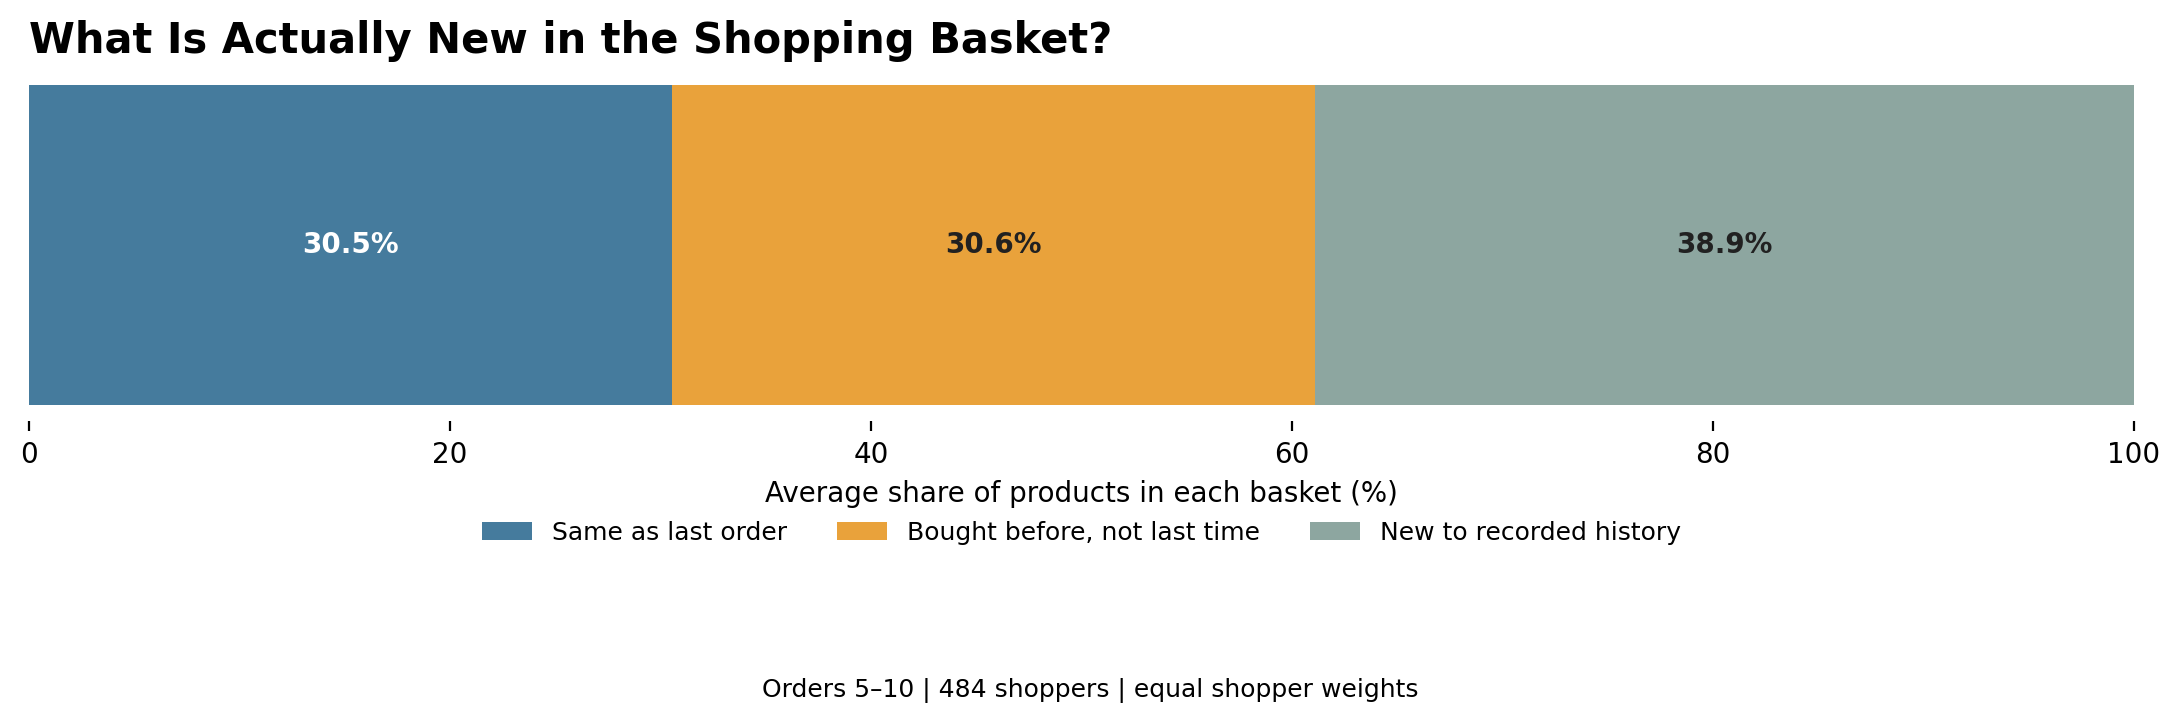 What Is Actually New in the Shopping Basket?
30.5% 30.6% 38.9%
0 20 40 60 80 100
Average share of products in each basket (%)
Same as last order Bought before, not last time New to recorded history
Orders 5–10 | 484 shoppers | equal shopper weights